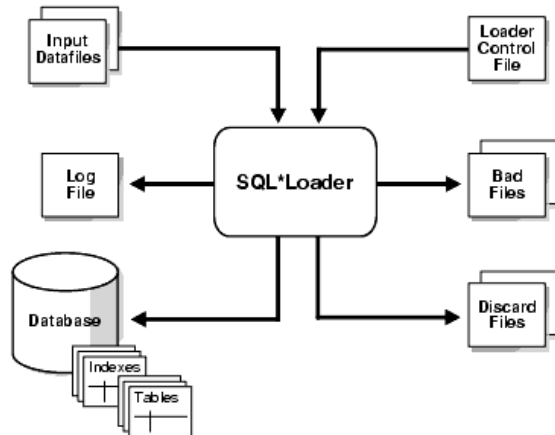 Input
Datafiles
Loader
Control
File
Log
File
SQL*Loader
Bad
Files
Database
Discard
Files
Indexes
Tables